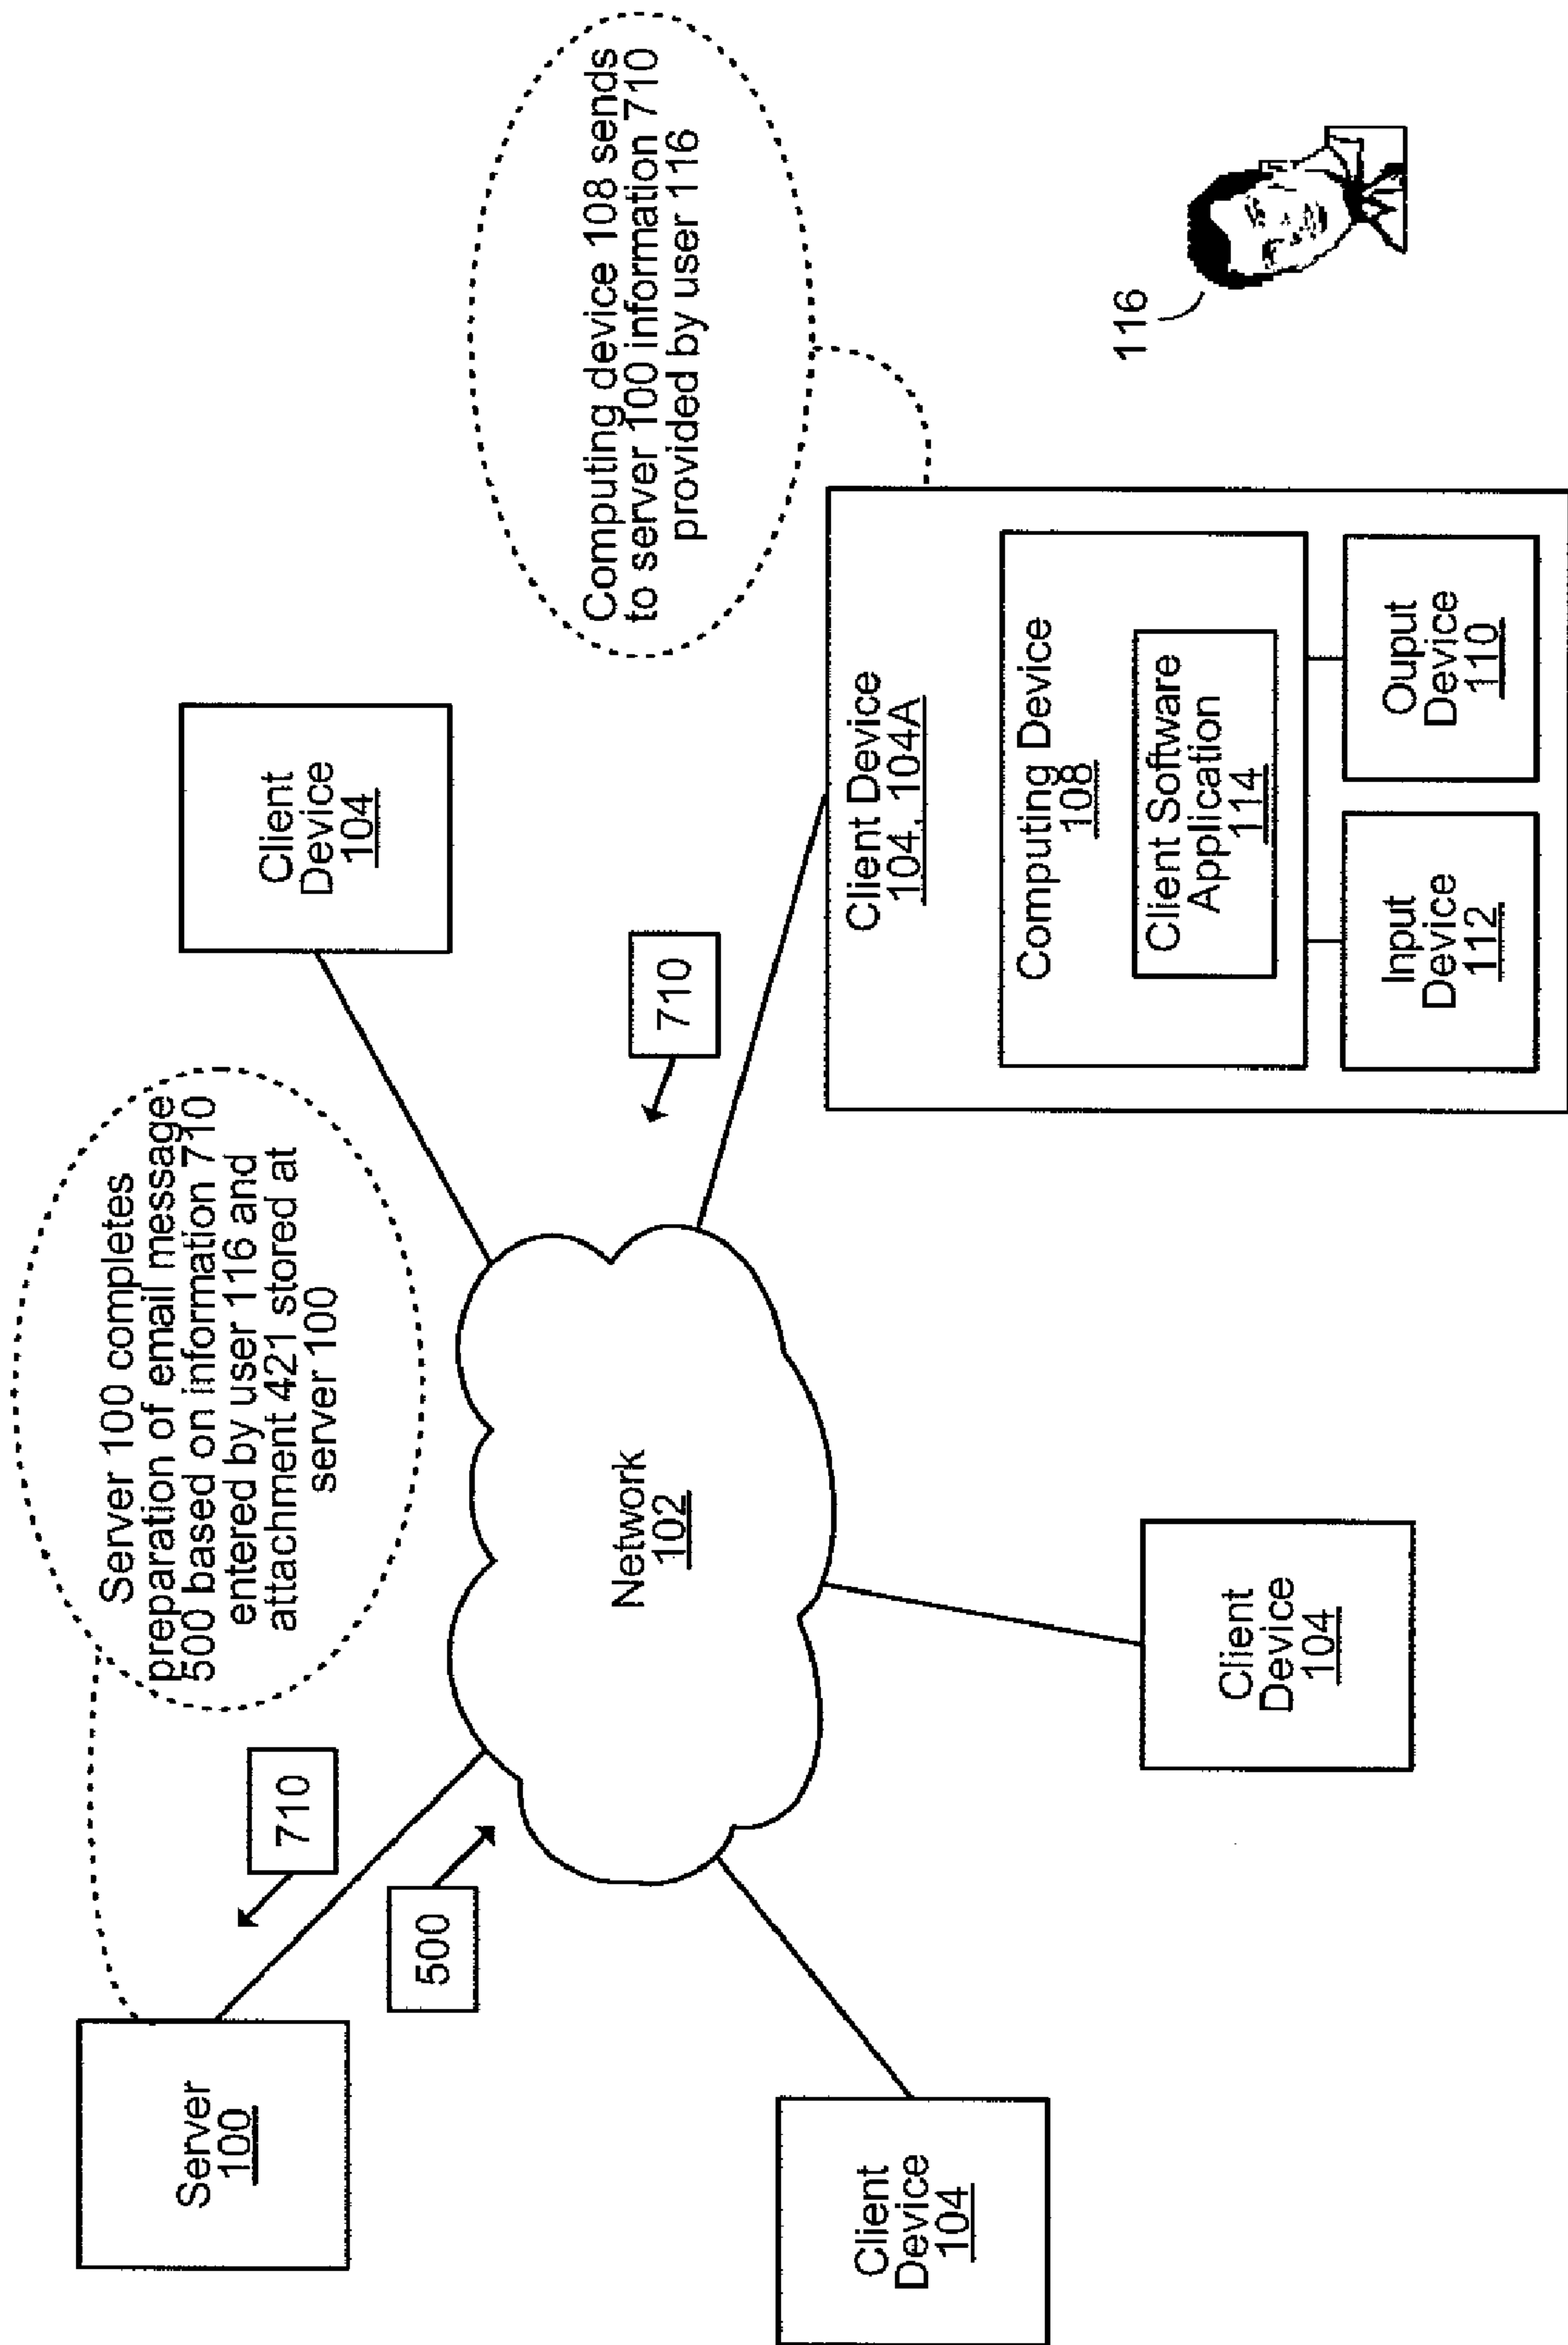 Server
100
710
500
Server 100 completes
preparation of email message
500 based on information 710
entered by user 116 and
attachment 421 stored at
server 100
Client
Device
104
Computing device 108 sends
to server 100 information 710
provided by user 116
710
Network
102
Client
Device
104
Client
Device
104
Client Device
104, 104A
Computing Device
108
Client Software
Application
114
Input
Device
112
Ouput
Device
110
116